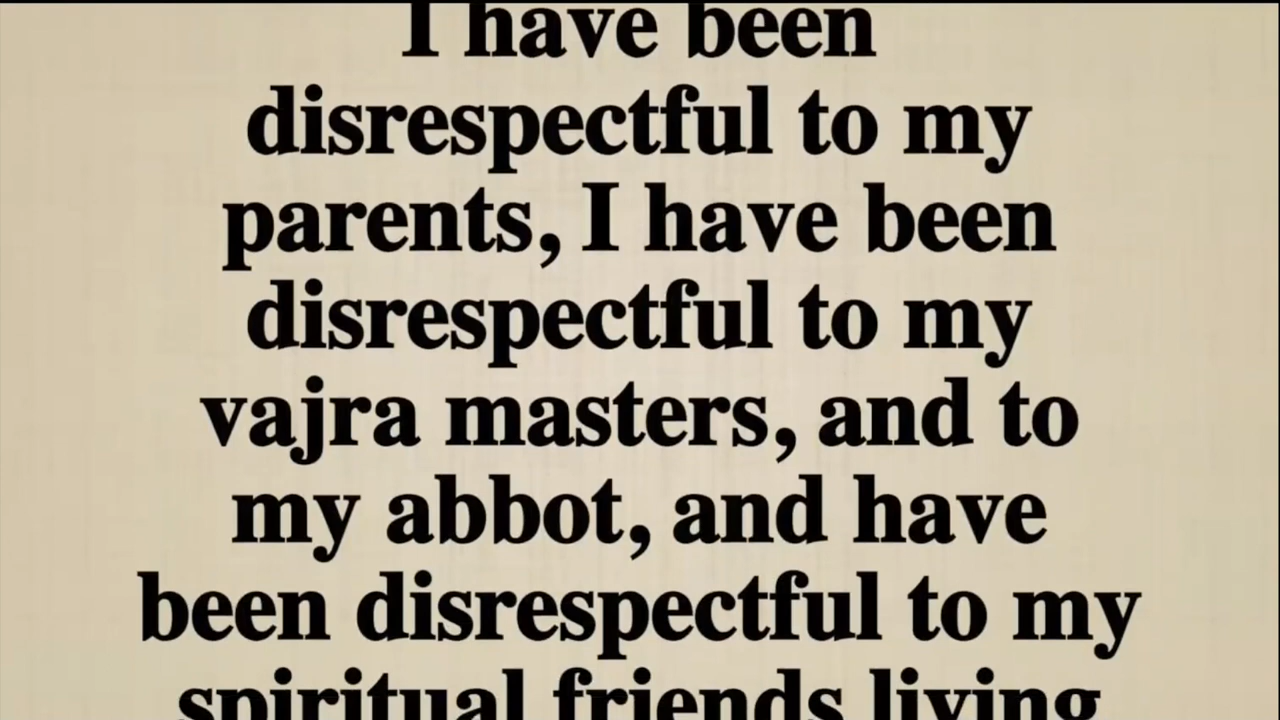 I have been
disrespectful to my
parents, I have been
disrespectful to my
vajra masters, and to
my abbot, and have
been disrespectful to my
spiritual friends living